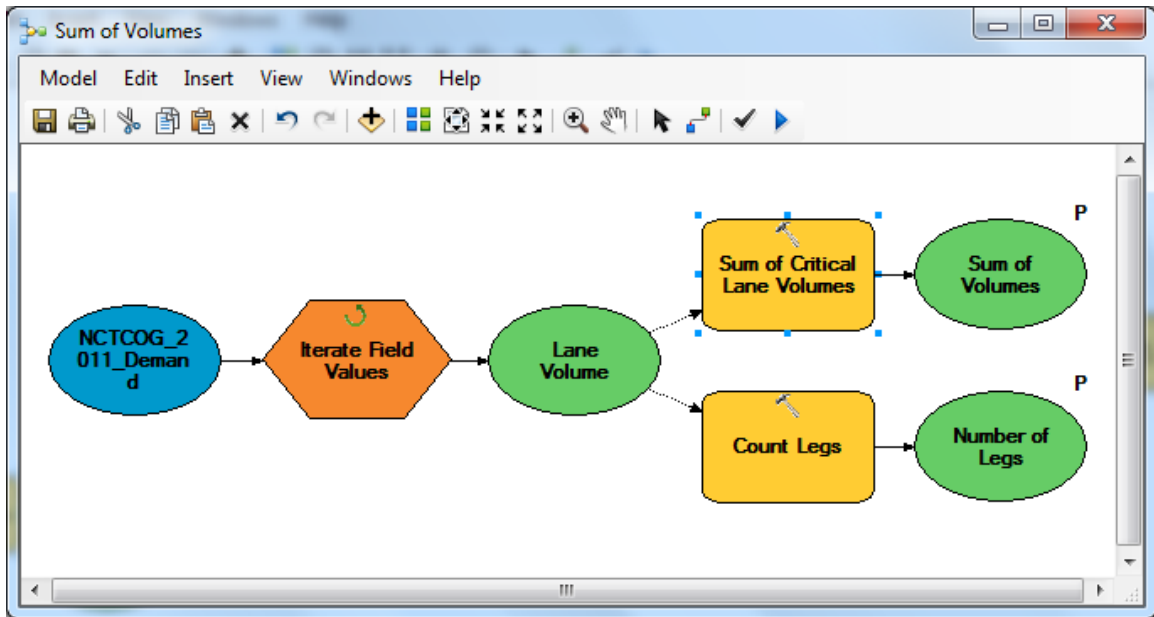 Sum of Volumes
Model Edit Insert View Windows Help
P
Sum of Critical
Lane Volumes
Sum of
Volumes
NCTCOG_2
011_Deman
d
Iterate Field
Values
Lane
Volume
P
Count Legs
Number of
Legs